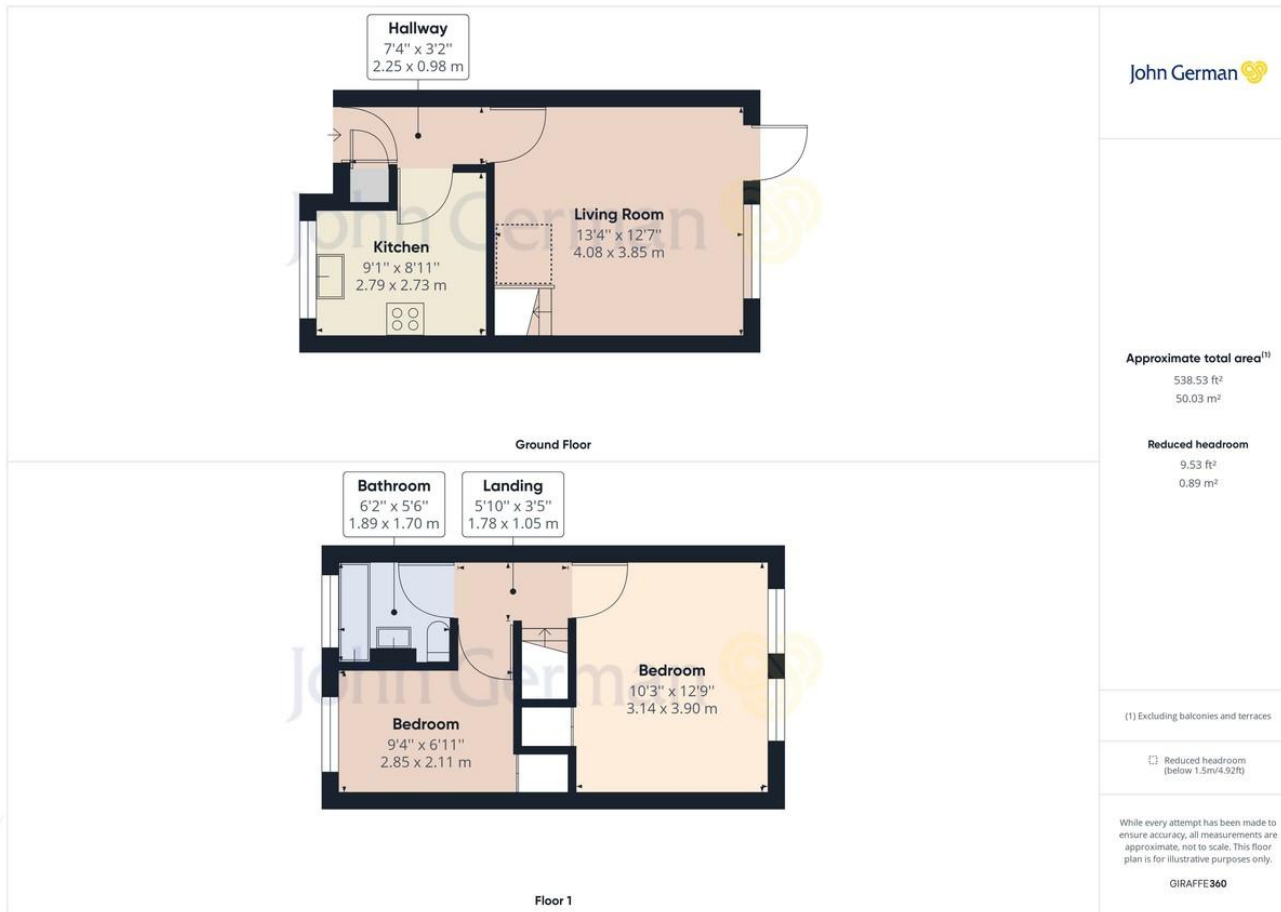 Hallway
7'4'' x 3'2''
2.25 x 0.98 m
John German
Living Room
13'4'' x 12'7''
4.08 x 3.85 m
Kitchen
9'1'' x 8'11''
2.79 x 2.73 m
John German
Ground Floor
Approximate total area(1)
538.53 ft²
50.03 m²
Reduced headroom
9.53 ft²
0.89 m²
Bathroom
6'2'' x 5'6''
1.89 x 1.70 m
Landing
5'10'' x 3'5''
1.78 x 1.05 m
Bedroom
10'3'' x 12'9''
3.14 x 3.90 m
Bedroom
9'4'' x 6'11''
2.85 x 2.11 m
John German
Floor 1
(1) Excluding balconies and terraces
Reduced headroom
(below 1.5m/4.92ft)
While every attempt has been made to
ensure accuracy, all measurements are
approximate, not to scale. This floor
plan is for illustrative purposes only.
GIRAFFE360